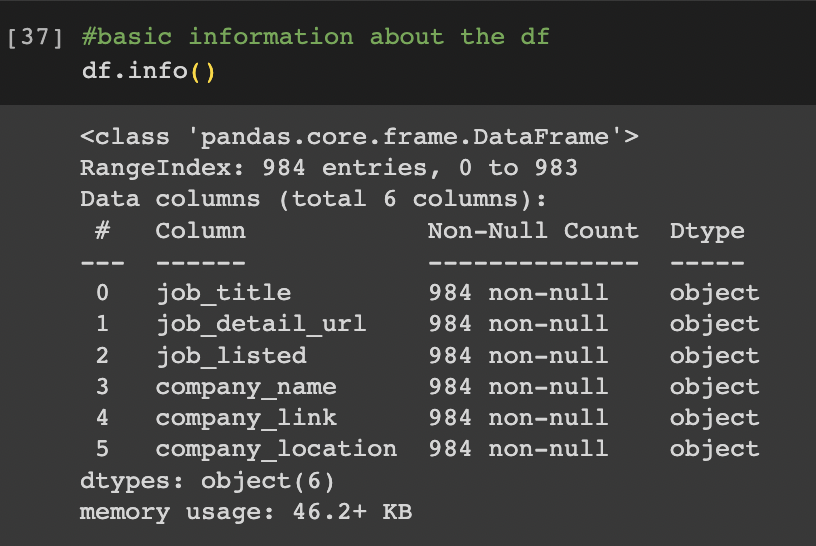 [37] #basic information about the df
df.info()
<class 'pandas.core.frame.DataFrame'>
RangeIndex: 984 entries, 0 to 983
Data columns (total 6 columns):
 #   Column            Non-Null Count  Dtype
---  ------            --------------  -----
 0   job_title         984 non-null    object
 1   job_detail_url    984 non-null    object
 2   job_listed        984 non-null    object
 3   company_name      984 non-null    object
 4   company_link      984 non-null    object
 5   company_location  984 non-null    object
dtypes: object(6)
memory usage: 46.2+ KB